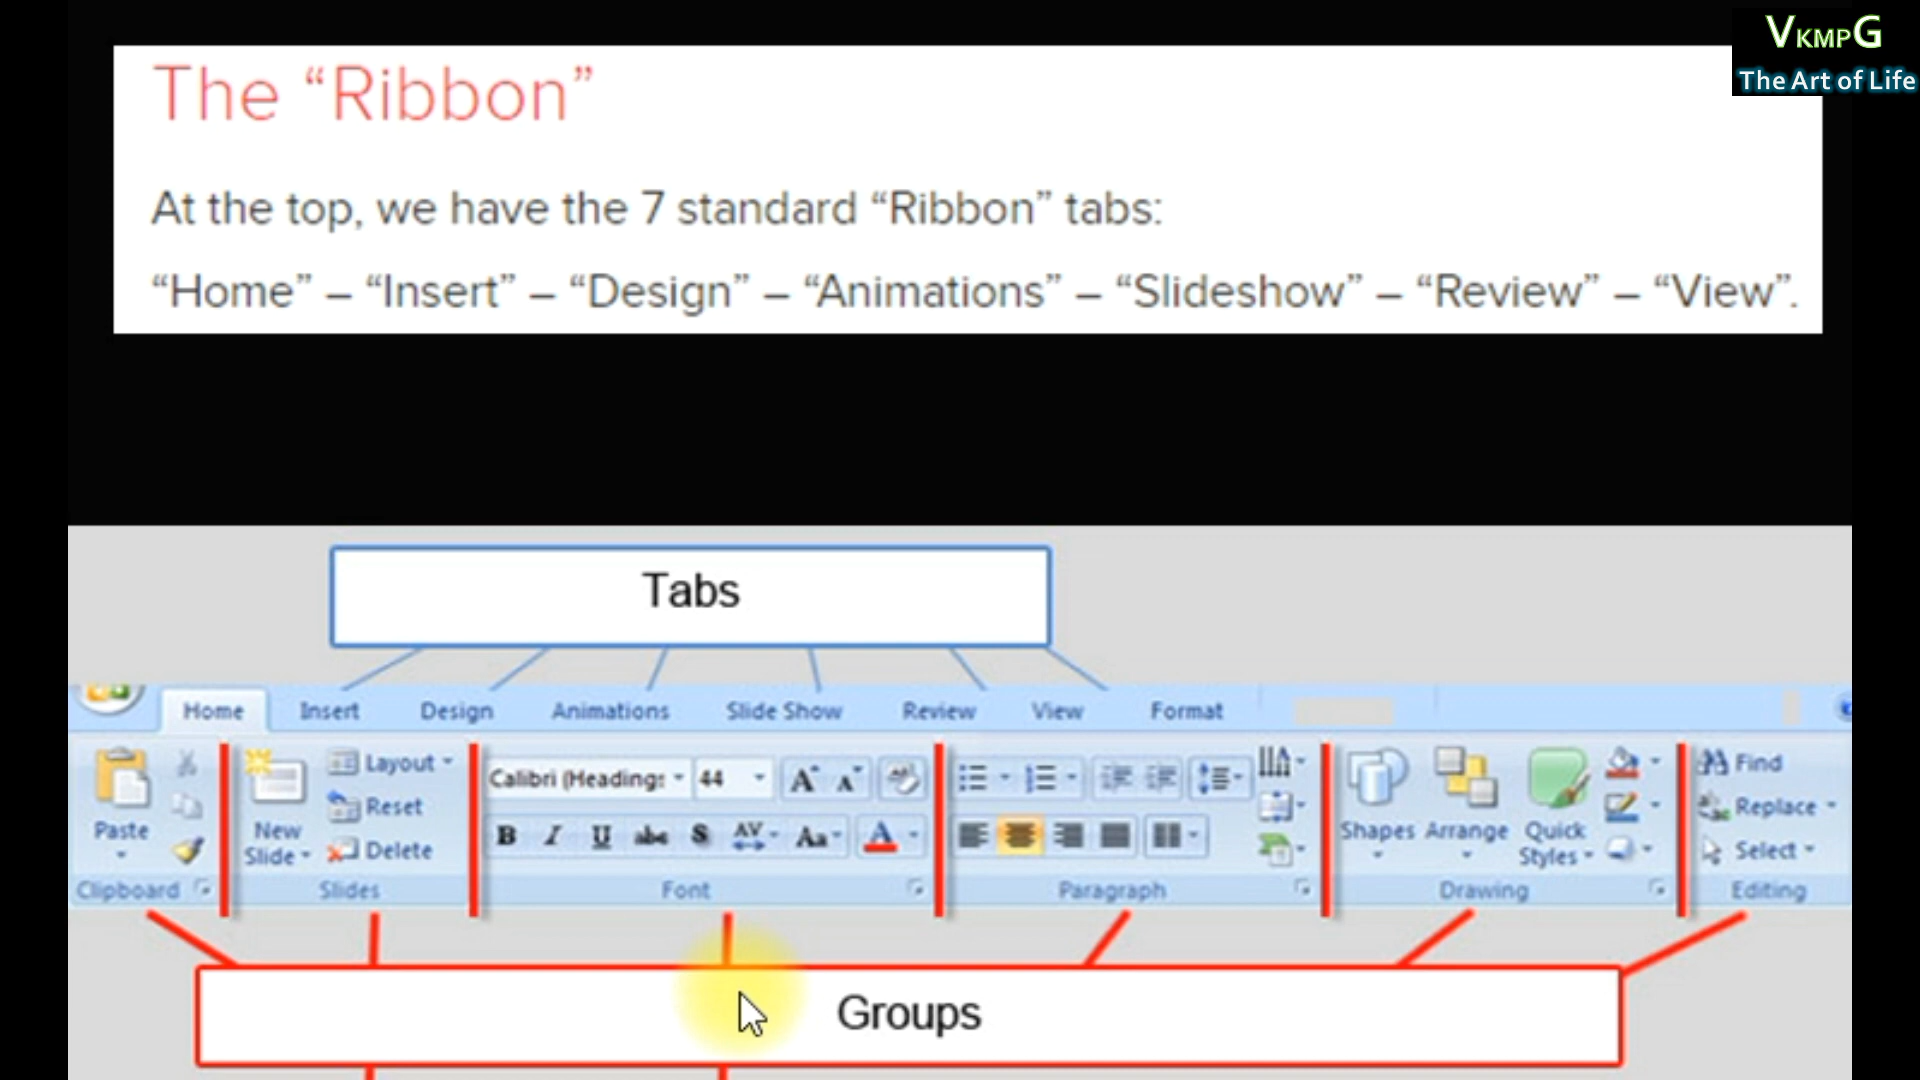 VKMPG
The Art of Life
The “Ribbon”
At the top, we have the 7 standard “Ribbon” tabs:
“Home” – “Insert” – “Design” – “Animations” – “Slideshow” – “Review” – “View”.
Tabs
Home Insert Design Animations Slide Show Review View Format
Layout
Calibri (Headings
44
Find
Reset
Replace
Paste
New Slide
Delete
B I U abc S AV Aa A
Shapes Arrange Quick Styles
Select
Clipboard Slides Font Paragraph Drawing Editing
Groups